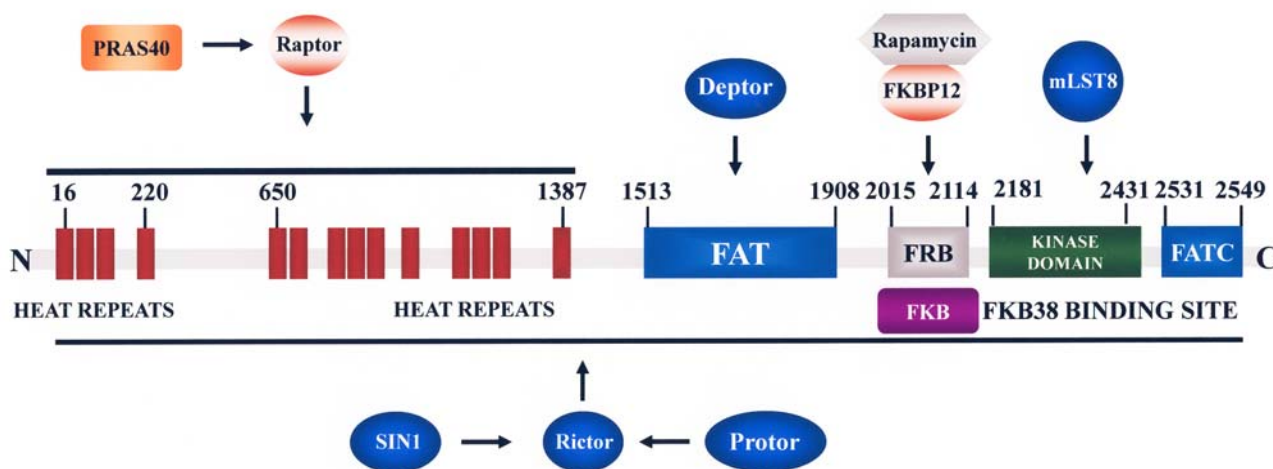 PRAS40
Raptor
Deptor
Rapamycin
FKBP12
mLST8
16
220
650
1387
1513
1908
2015
2114
2181
2431
2531
2549
N
FAT
FRB
KINASE
DOMAIN
FATC
C
HEAT REPEATS
HEAT REPEATS
FKB
FKB38 BINDING SITE
SIN1
Rictor
Protor